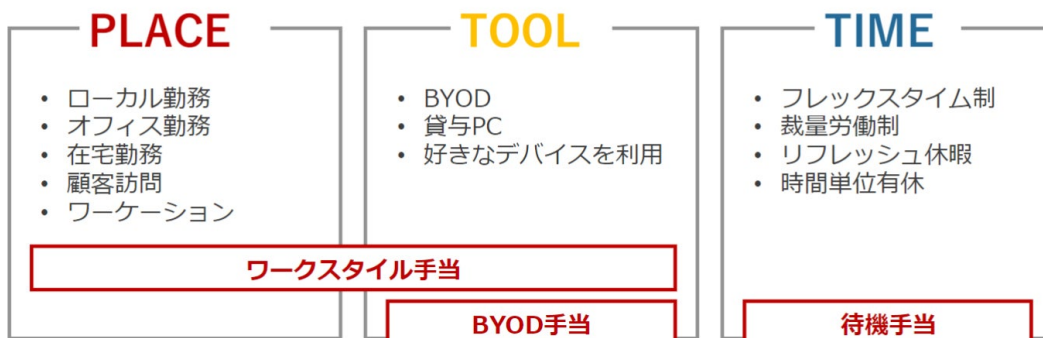 PLACE
• ローカル勤務
• オフィス勤務
• 在宅勤務
• 顧客訪問
• ワーケーション
TOOL
• BYOD
• 貸与PC
• 好きなデバイスを利用
TIME
• フレックスタイム制
• 裁量労働制
• リフレッシュ休暇
• 時間単位有休
ワークスタイル手当
BYOD手当
待機手当